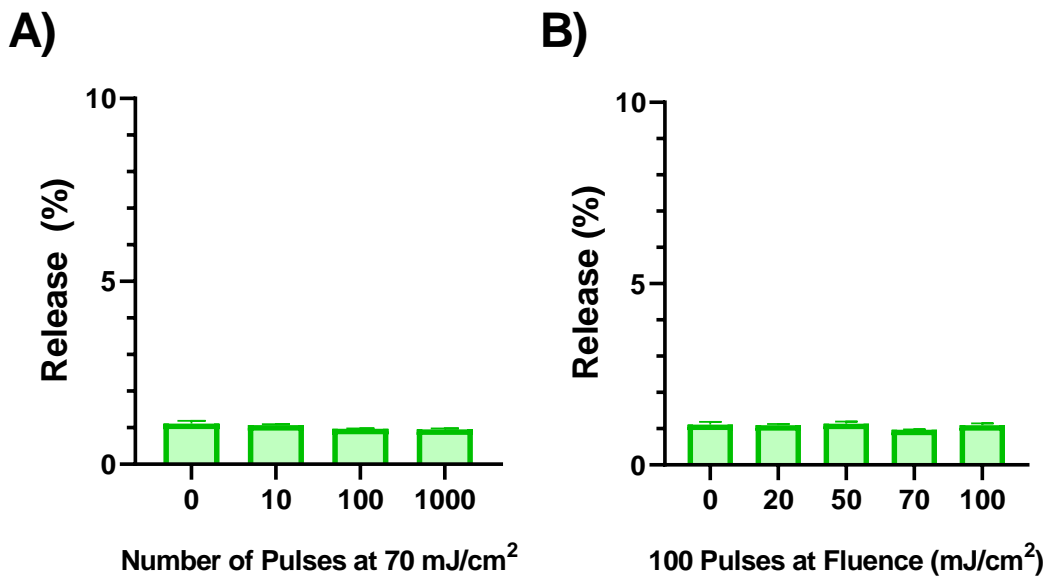 A)
Release (%)
10
5
0
0 10 100 1000
Number of Pulses at 70 mJ/cm²
B)
Release (%)
10
5
0
0 20 50 70 100
100 Pulses at Fluence (mJ/cm²)